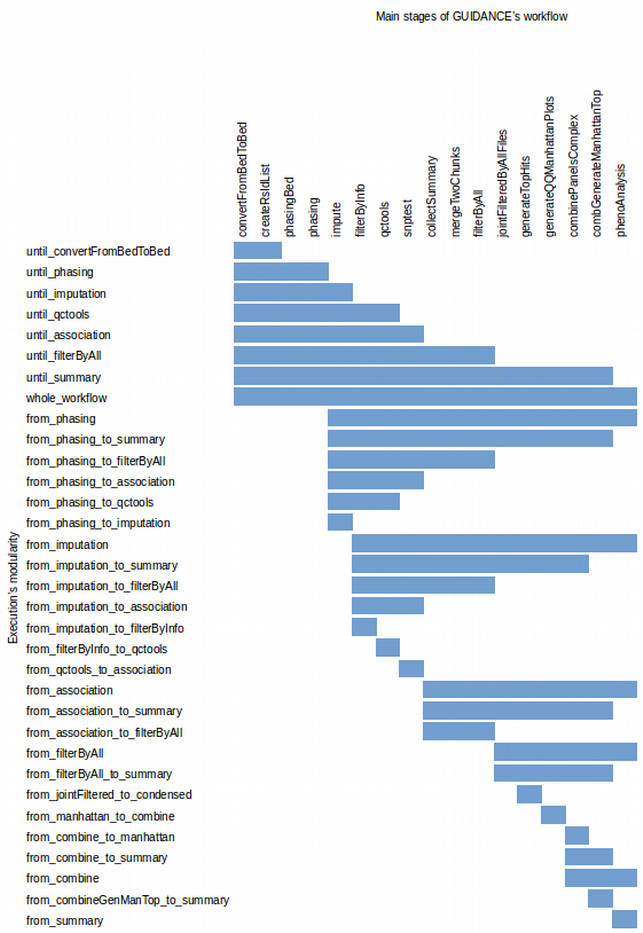 Main stages of GUIDANCE's workflow
convertFromBedToBed
createRsIdList
phasingBed
phasing
impute
filterByInfo
qctools
snptest
collectSummary
mergeTwoChunks
filterByAll
jointFilteredByAllFiles
generateTopHits
generateQQManhattanPlots
combinePanelsComplex
combGenerateManhattanTop
phenoAnalysis
Execution's modularity
until_convertFromBedToBed
until_phasing
until_imputation
until_qctools
until_association
until_filterByAll
until_summary
whole_workflow
from_phasing
from_phasing_to_summary
from_phasing_to_filterByAll
from_phasing_to_association
from_phasing_to_qctools
from_phasing_to_imputation
from_imputation
from_imputation_to_summary
from_imputation_to_filterByAll
from_imputation_to_association
from_imputation_to_filterByInfo
from_filterByInfo_to_qctools
from_qctools_to_association
from_association
from_association_to_summary
from_association_to_filterByAll
from_filterByAll
from_filterByAll_to_summary
from_jointFiltered_to_condensed
from_manhattan_to_combine
from_combine_to_manhattan
from_combine_to_summary
from_combine
from_combineGenManTop_to_summary
from_summary